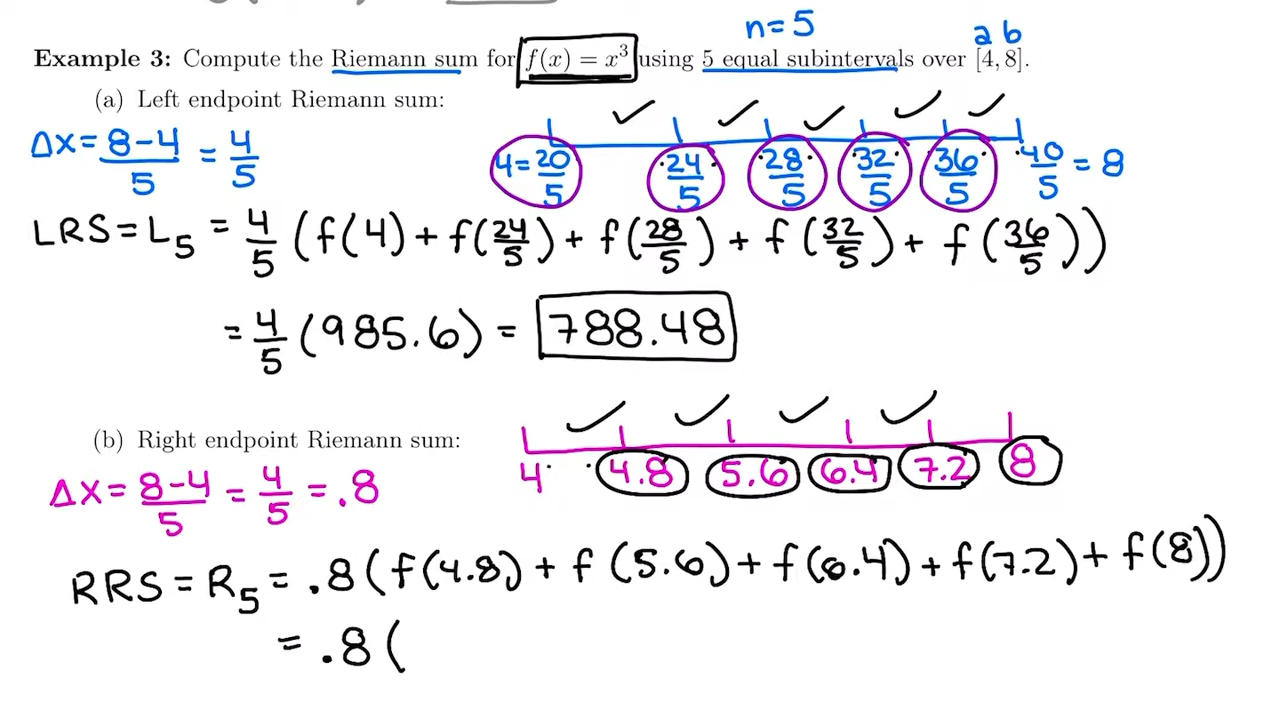 n=5
a b
Example 3: Compute the Riemann sum for f(x) = x³ using 5 equal subintervals over [4, 8].
(a) Left endpoint Riemann sum:
Δx = 8-4/5 = 4/5
4=20/5 24/5 28/5 32/5 36/5 40/5 = 8
LRS = L₅ = 4/5 (f(4) + f(24/5) + f(28/5) + f(32/5) + f(36/5))
= 4/5 (985.6) = 788.48
(b) Right endpoint Riemann sum:
4 4.8 5.6 6.4 7.2 8
Δx = 8-4/5 = 4/5 = .8
RRS = R₅ = .8 (f(4.8) + f(5.6) + f(6.4) + f(7.2) + f(8))
= .8 (